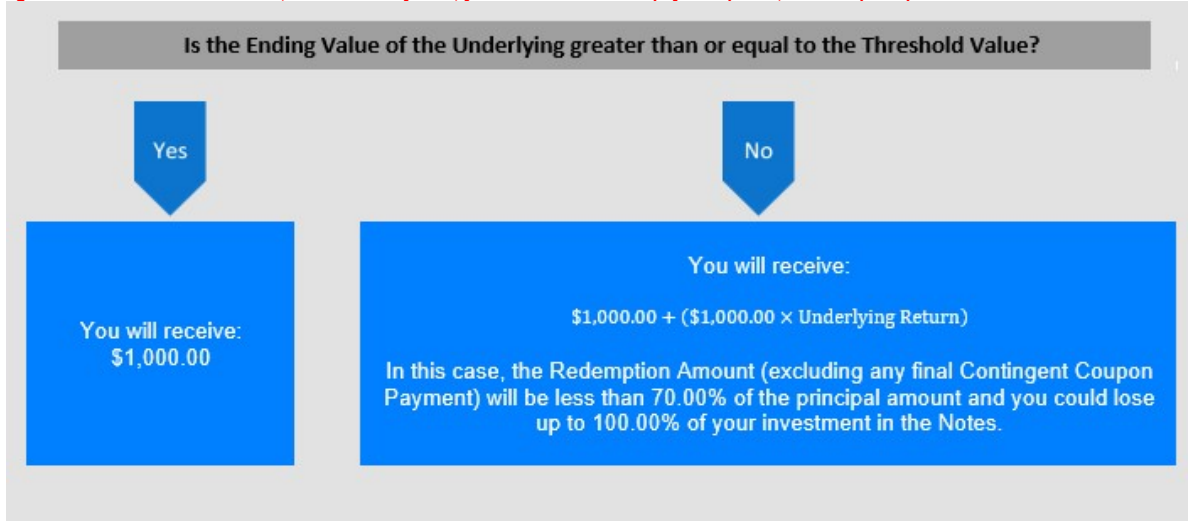 Is the Ending Value of the Underlying greater than or equal to the Threshold Value?
Yes
No
You will receive:
$1,000.00
You will receive:
$1,000.00 + ($1,000.00 × Underlying Return)
In this case, the Redemption Amount (excluding any final Contingent Coupon
Payment) will be less than 70.00% of the principal amount and you could lose
up to 100.00% of your investment in the Notes.